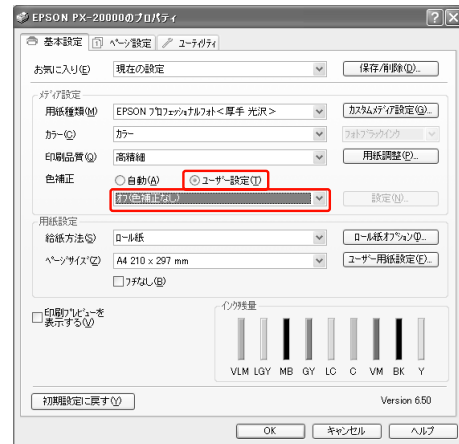 EPSON PX-20000のプロパティ
基本設定 ページ設定 ユーティリティ
お気に入り(E) 現在の設定 保存/削除(D)...
メディア設定
用紙種類(M) EPSON プロフェッショナルフォト<厚手 光沢> カスタムメディア設定(G)...
カラー(C) カラー フォトブラックインク
印刷品質(Q) 高精細 用紙調整(P)...
色補正 自動(A) ユーザー設定(T)
オフ(色補正なし) 設定(N)...
用紙設定
給紙方法(S) ロール紙 ロール紙オプション(I)...
ページサイズ(Z) A4 210 x 297 mm ユーザー用紙設定(F)...
フチなし(B)
印刷プレビューを
表示する(V)
インク残量
VLM LGY MB GY LC C VM BK Y
初期設定に戻す(Y) Version 6.50
OK キャンセル ヘルプ